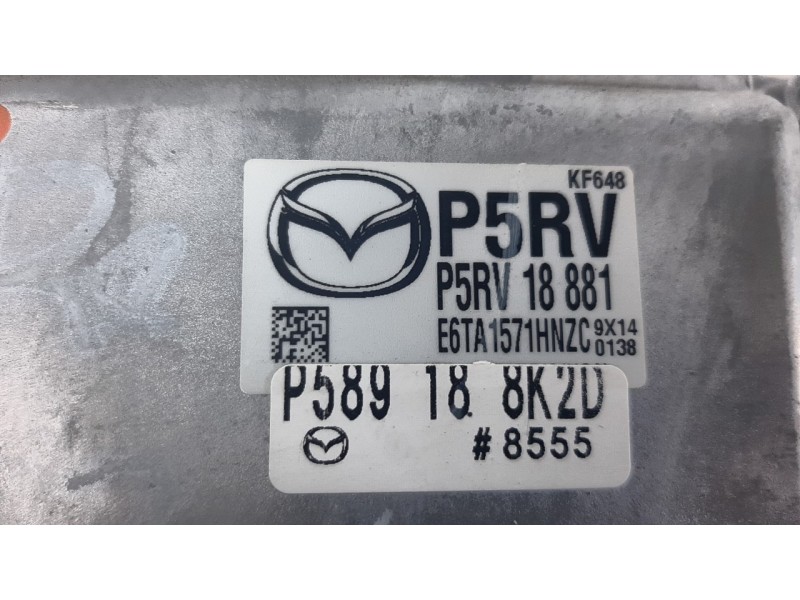 KF648
P5RV
P5RV 18 881
E6TA1571HNZC 9X14
0138
P589 18 8K2D
# 8555